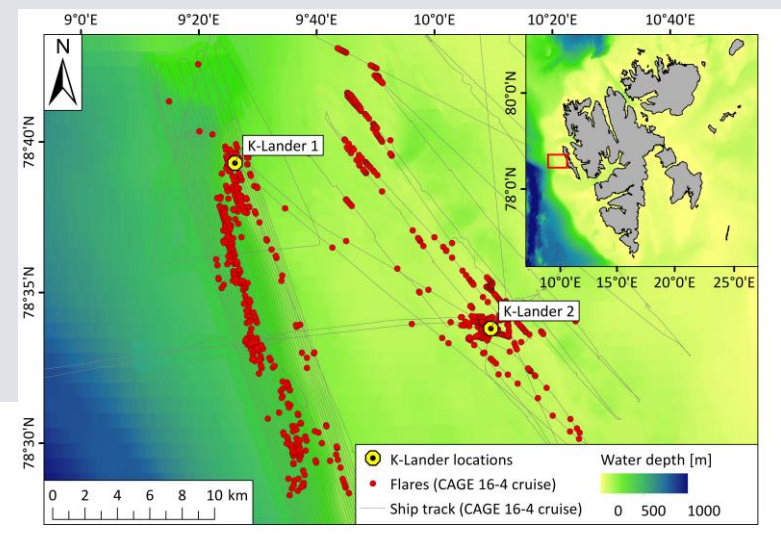 9°0'E 9°20'E 9°40'E 10°0'E 10°20'E 10°40'E
N
78°40'N
78°35'N
78°30'N
K-Lander 1
K-Lander 2
80°0'N
78°0'N
10°0'E 15°0'E 20°0'E 25°0'E
0 2 4 6 8 10 km
K-Lander locations
Flares (CAGE 16-4 cruise)
Ship track (CAGE 16-4 cruise)
Water depth [m]
0 500 1000